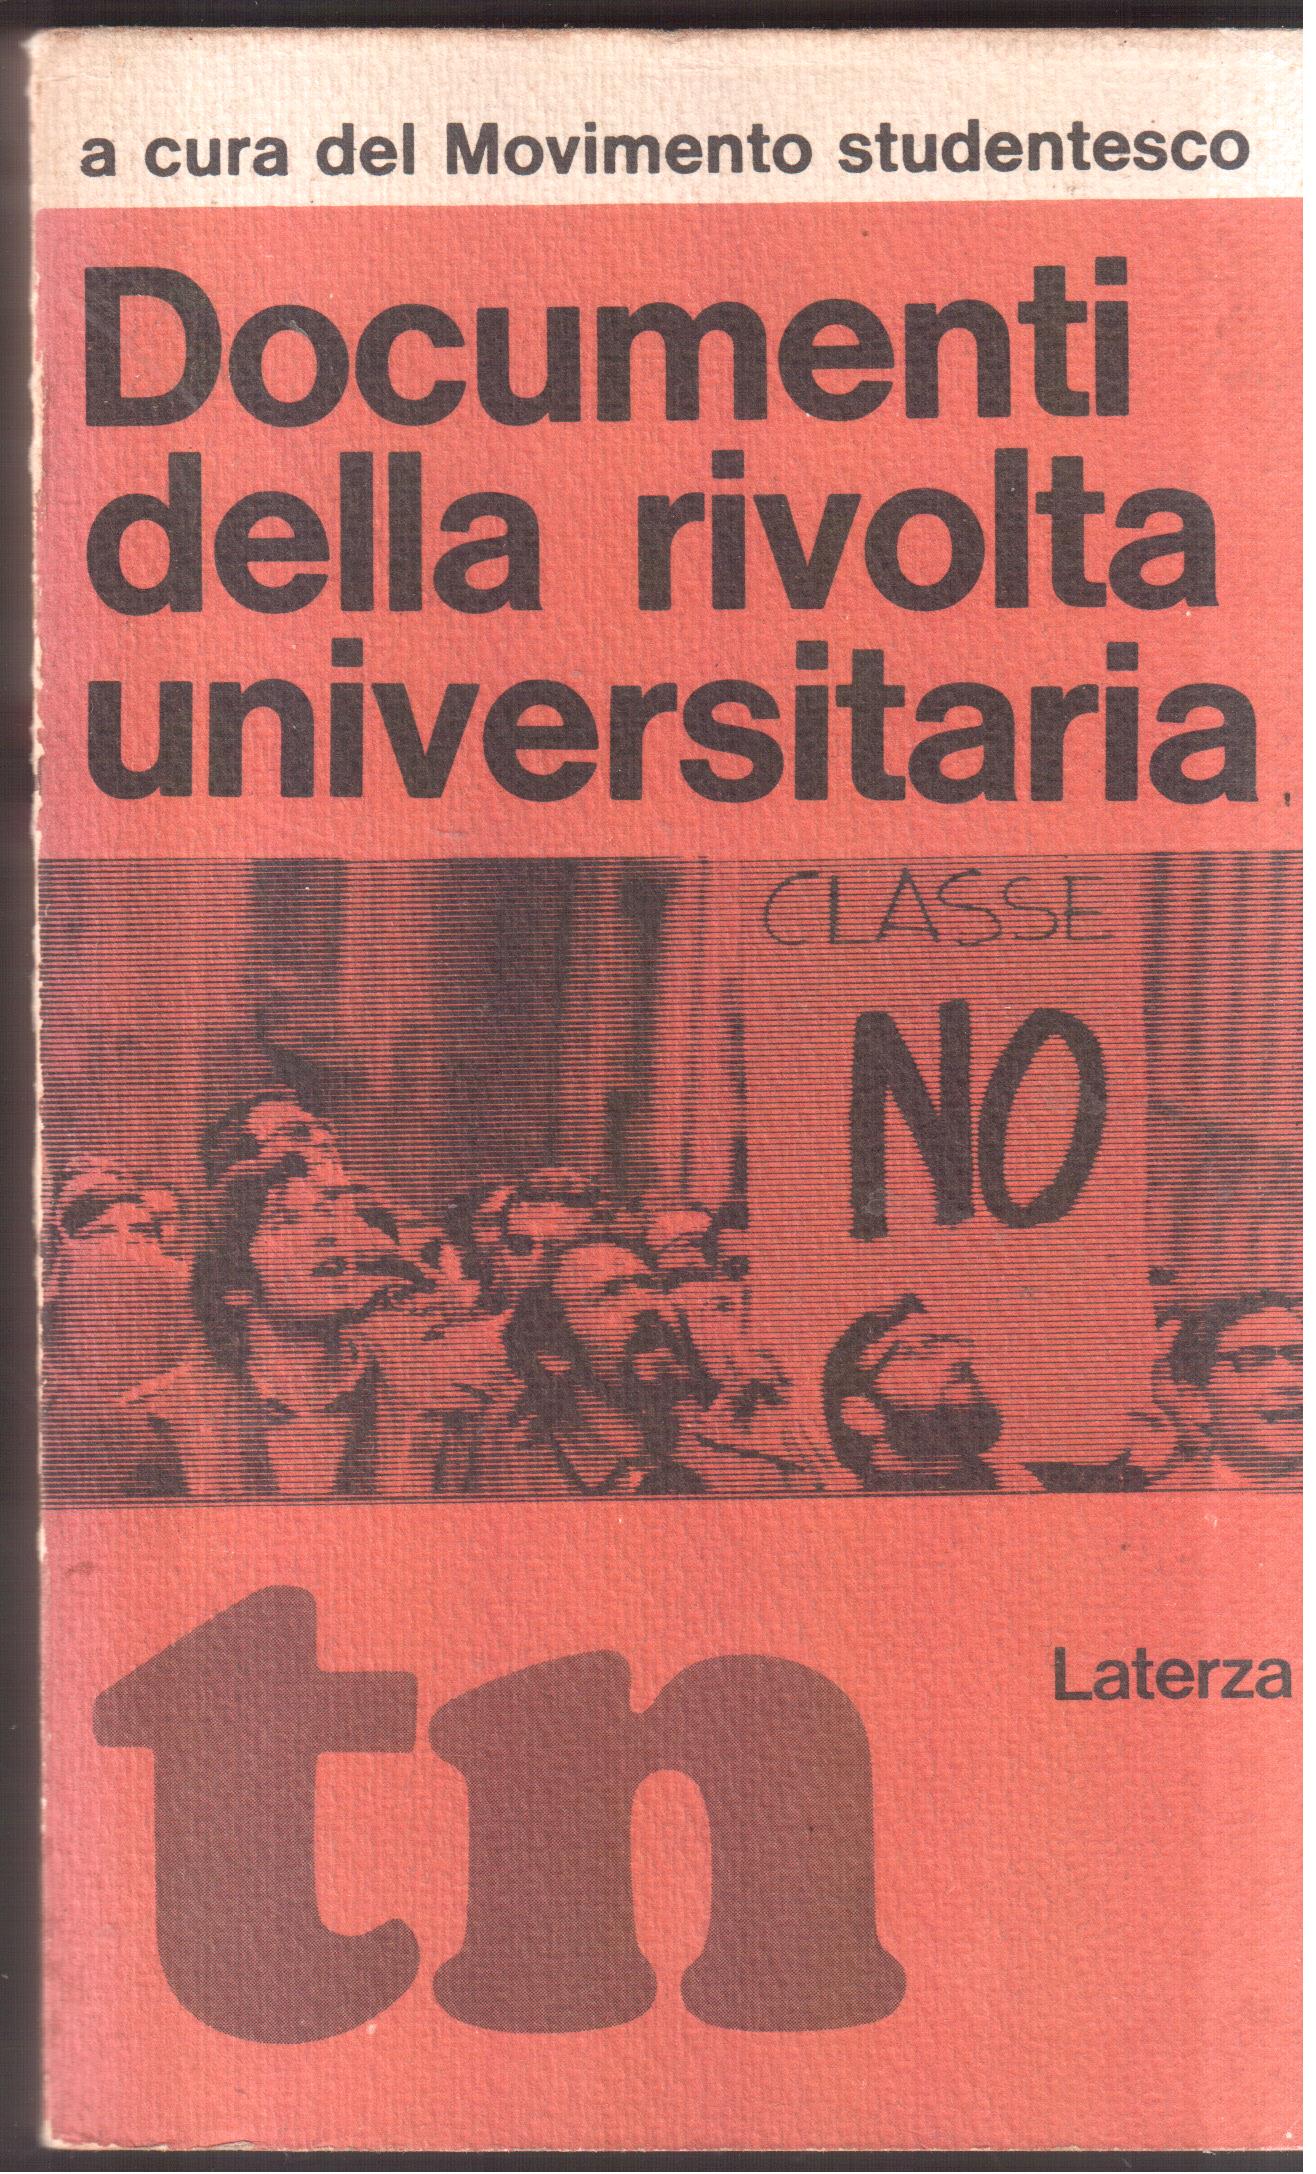 a cura del Movimento studentesco
Documenti
della rivolta
universitaria
CLASSE
NO
Laterza
tn